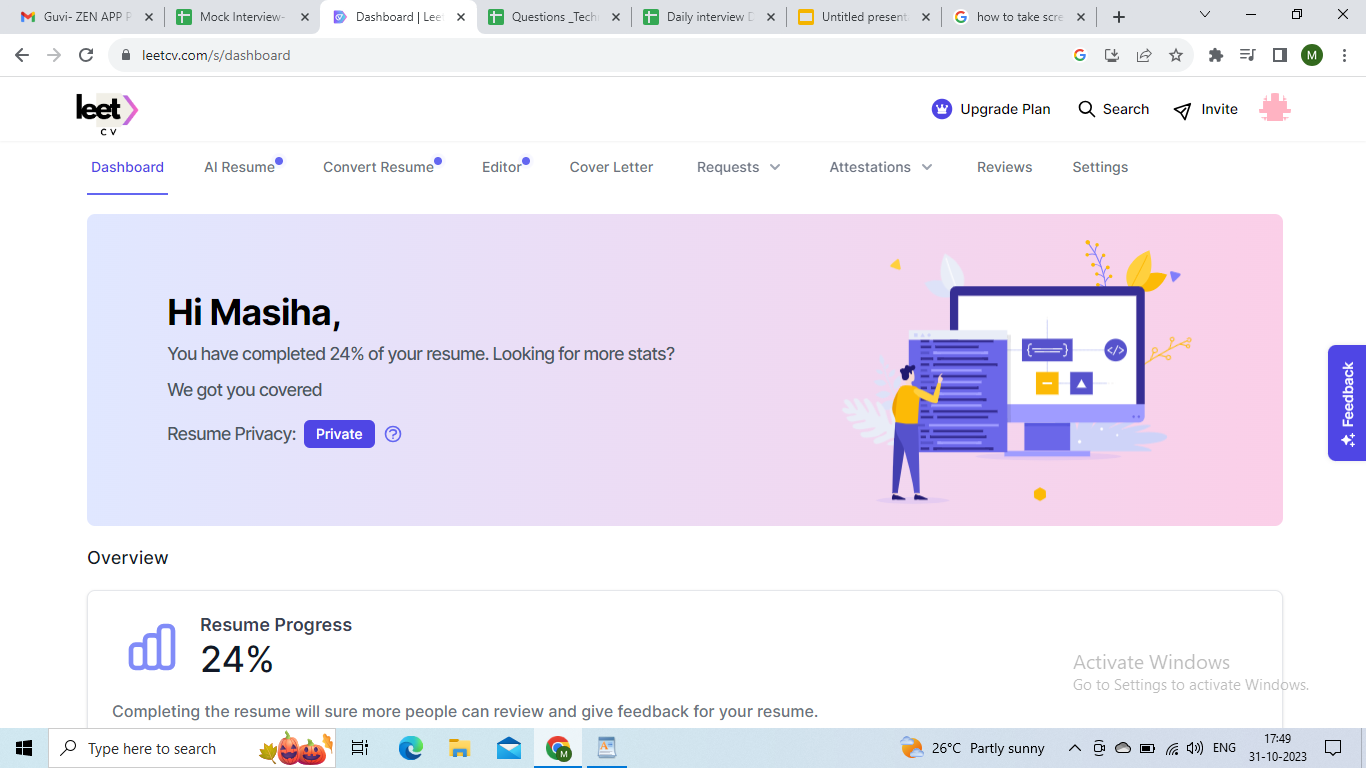 Guvi- ZEN APP P
Mock Interview-
Dashboard | Leet
Questions _Tech
Daily interview D
Untitled present
how to take scre
leetcv.com/s/dashboard
M
leet
CV
Upgrade Plan
Search
Invite
Dashboard
AI Resume
Convert Resume
Editor
Cover Letter
Requests
Attestations
Reviews
Settings
Hi Masiha,
You have completed 24% of your resume. Looking for more stats?
We got you covered
Resume Privacy: Private
Feedback
Overview
Resume Progress
24%
Completing the resume will sure more people can review and give feedback for your resume.
Activate Windows
Go to Settings to activate Windows.
Type here to search
M
26°C Partly sunny
ENG
17:49
31-10-2023